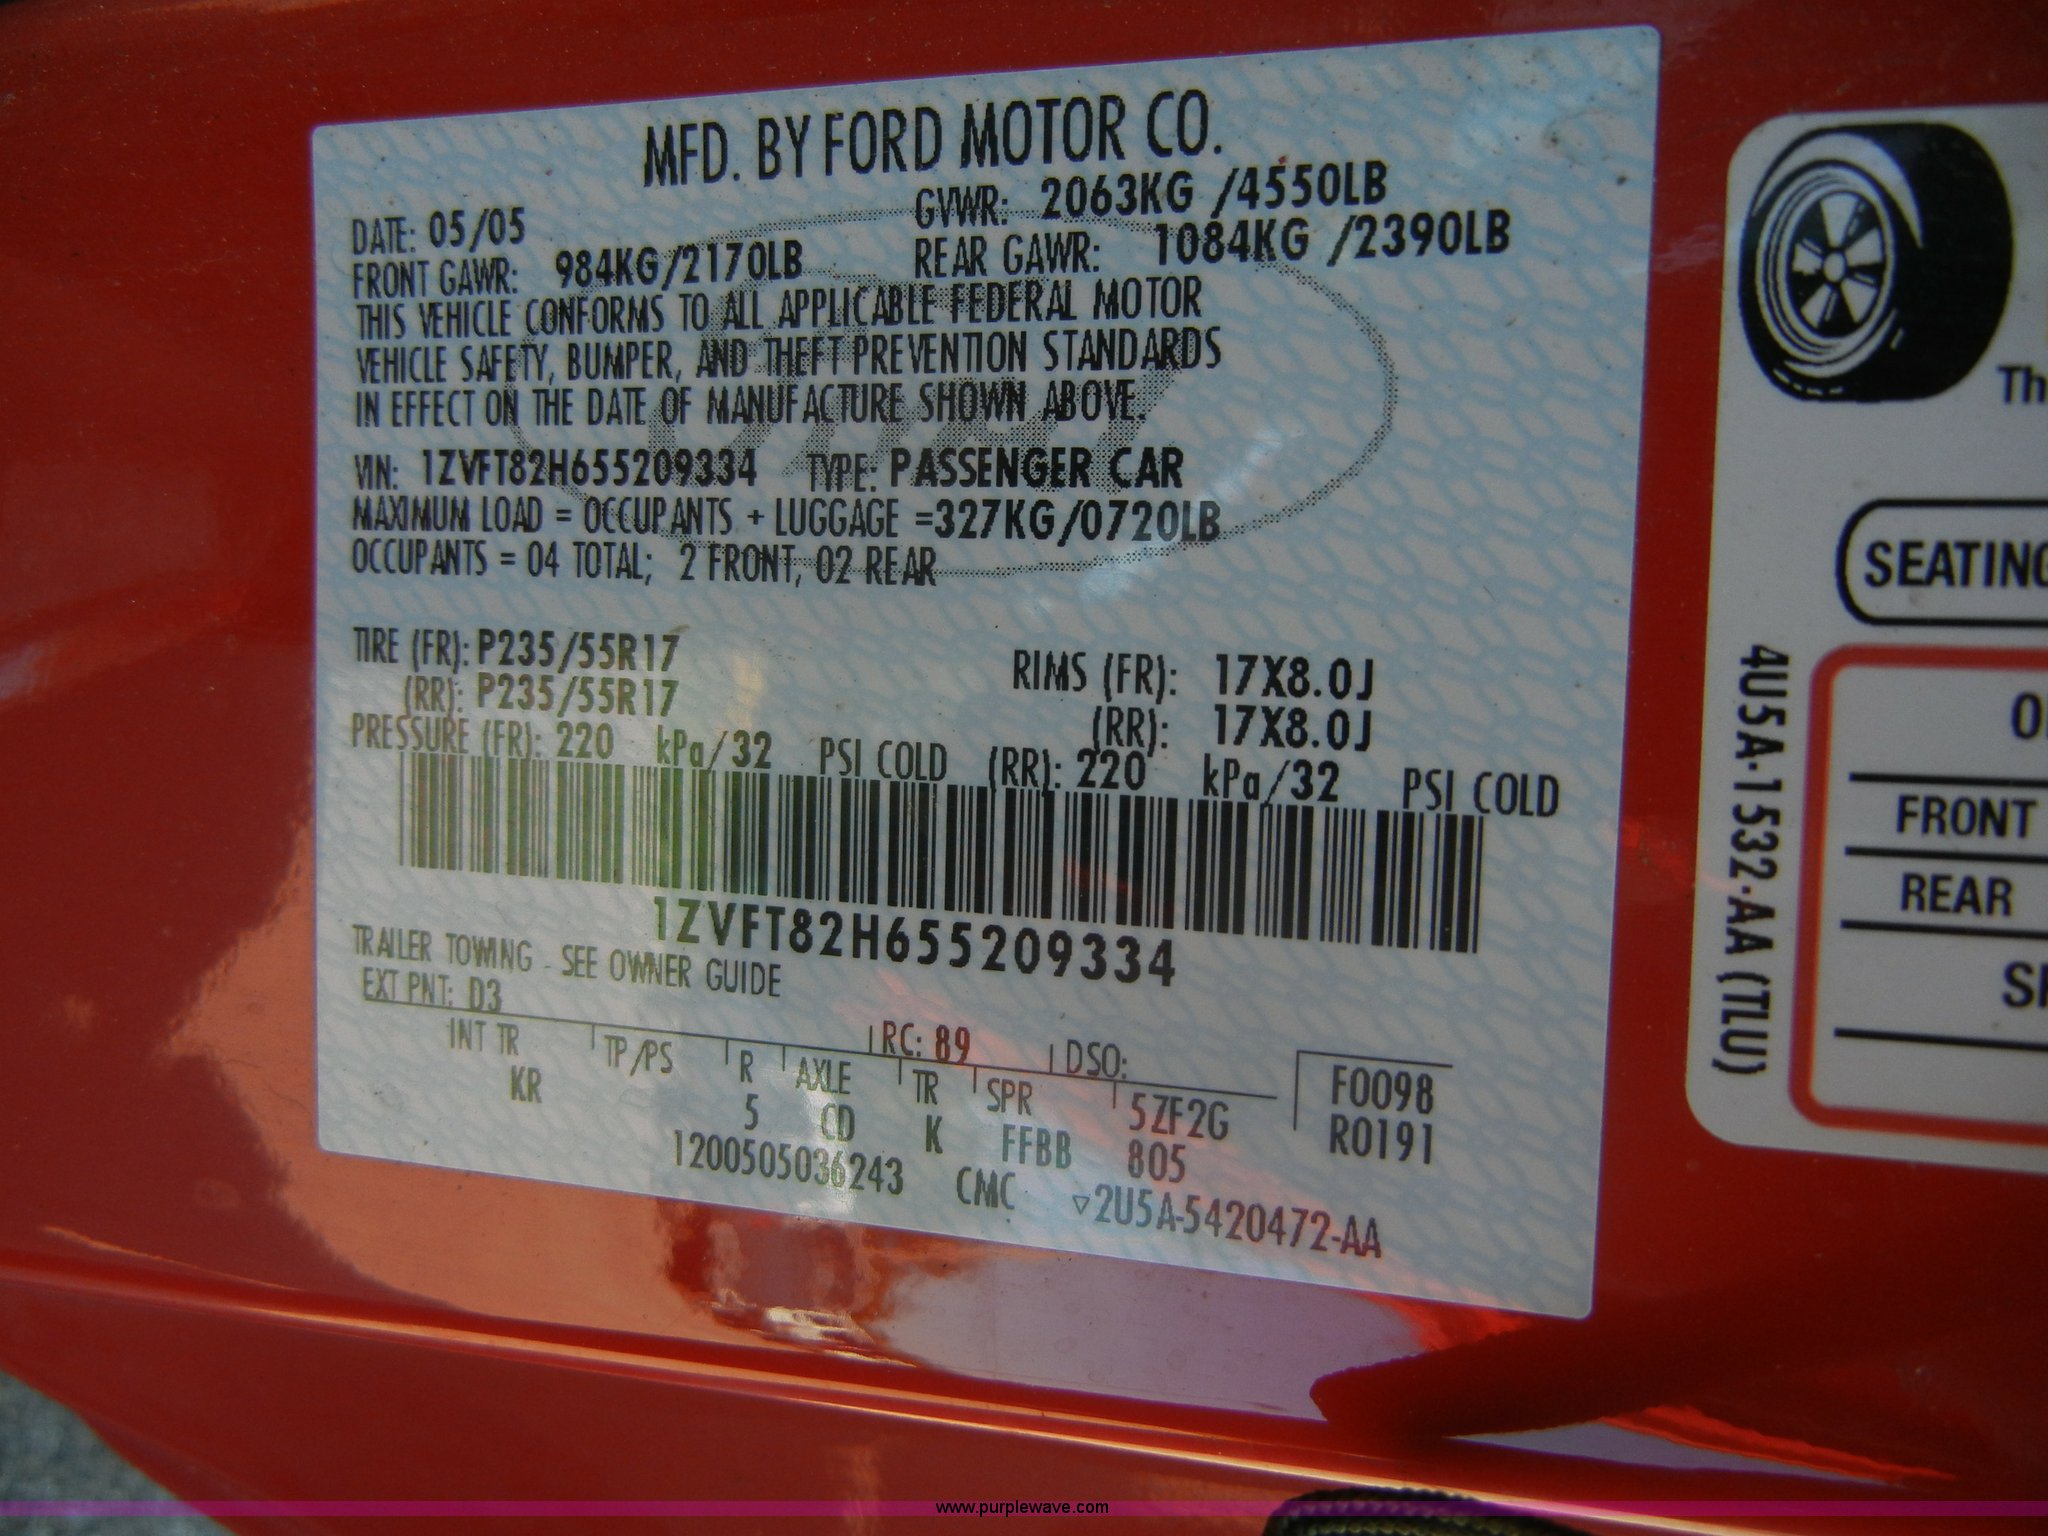 MFD. BY FORD MOTOR CO.
DATE: 05/05
GVWR: 2063KG /4550LB
FRONT GAWR: 984KG/2170LB
REAR GAWR: 1084KG /2390LB
THIS VEHICLE CONFORMS TO ALL APPLICABLE FEDERAL MOTOR
VEHICLE SAFETY, BUMPER, AND THEFT PREVENTION STANDARDS
IN EFFECT ON THE DATE OF MANUFACTURE SHOWN ABOVE.
VIN: 1ZVFT82H655209334 TYPE: PASSENGER CAR
MAXIMUM LOAD = OCCUPANTS + LUGGAGE =327KG/0720LB
OCCUPANTS = 04 TOTAL; 2 FRONT, 02 REAR
TIRE (FR): P235/55R17 RIMS (FR): 17X8.0J
(RR): P235/55R17 (RR): 17X8.0J
PRESSURE (FR): 220 kPa/32 PSI COLD (RR): 220 kPa/32 PSI COLD
1ZVFT82H655209334
TRAILER TOWING - SEE OWNER GUIDE
EXT PNT: D3 RC: 89 DSO:
INT TR TP/PS R AXLE TR SPR 5ZF2G F0098
KR 5 CD K FFBB 805 R0191
1200505036243 CMC ▽2U5A-5420472-AA
Th
SEATING
4U5A-1532-AA (TLU)
FRONT
REAR
www.purplewave.com